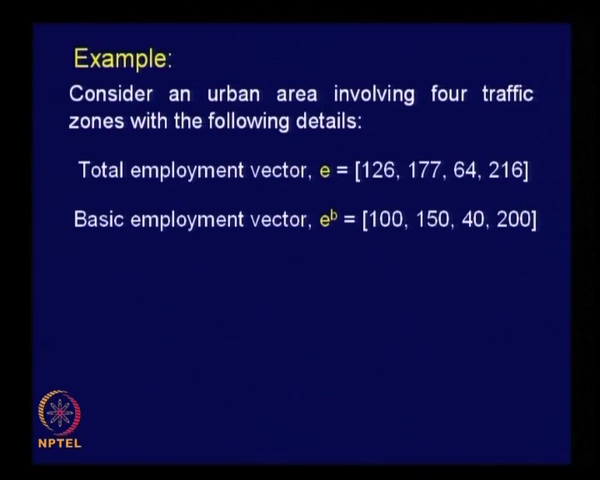 Example:
Consider an urban area involving four traffic
zones with the following details:
Total employment vector, e = [126, 177, 64, 216]
Basic employment vector, eᵇ = [100, 150, 40, 200]
NPTEL